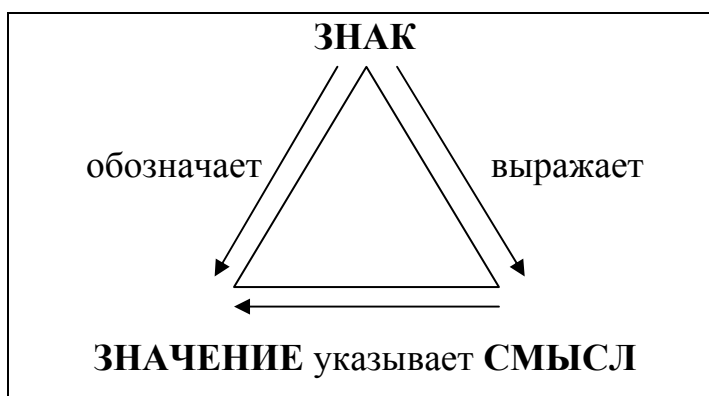 ЗНАК
обозначает выражает
ЗНАЧЕНИЕ указывает СМЫСЛ